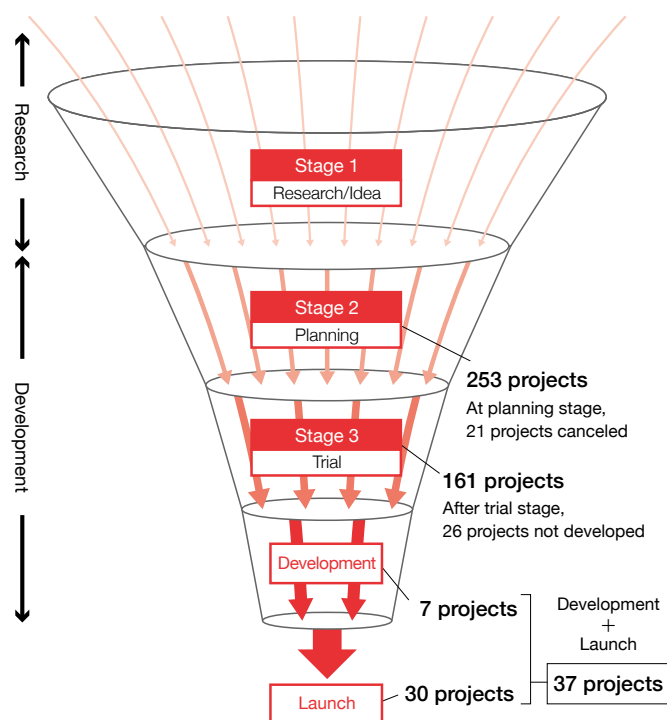 Research
Stage 1
Research/Idea
Development
Stage 2
Planning
253 projects
At planning stage,
21 projects canceled
Stage 3
Trial
161 projects
After trial stage,
26 projects not developed
Development
7 projects
Development
+
Launch
37 projects
Launch
30 projects